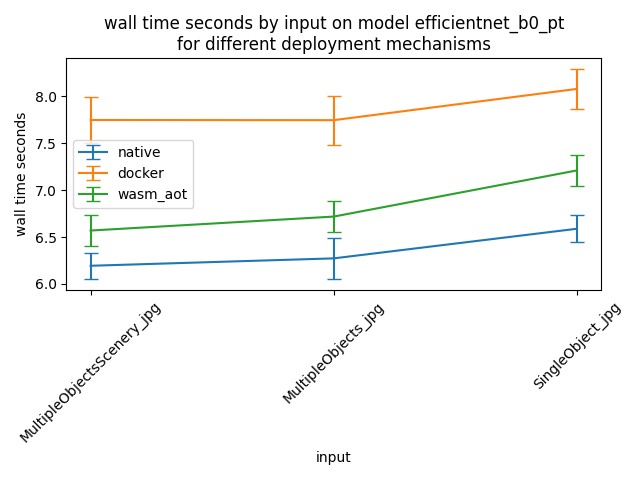 wall time seconds by input on model efficientnet_b0_pt
for different deployment mechanisms
wall time seconds
8.0
7.5
7.0
6.5
6.0
native
docker
wasm_aot
MultipleObjectsScenery_jpg
MultipleObjects_jpg
SingleObject_jpg
input